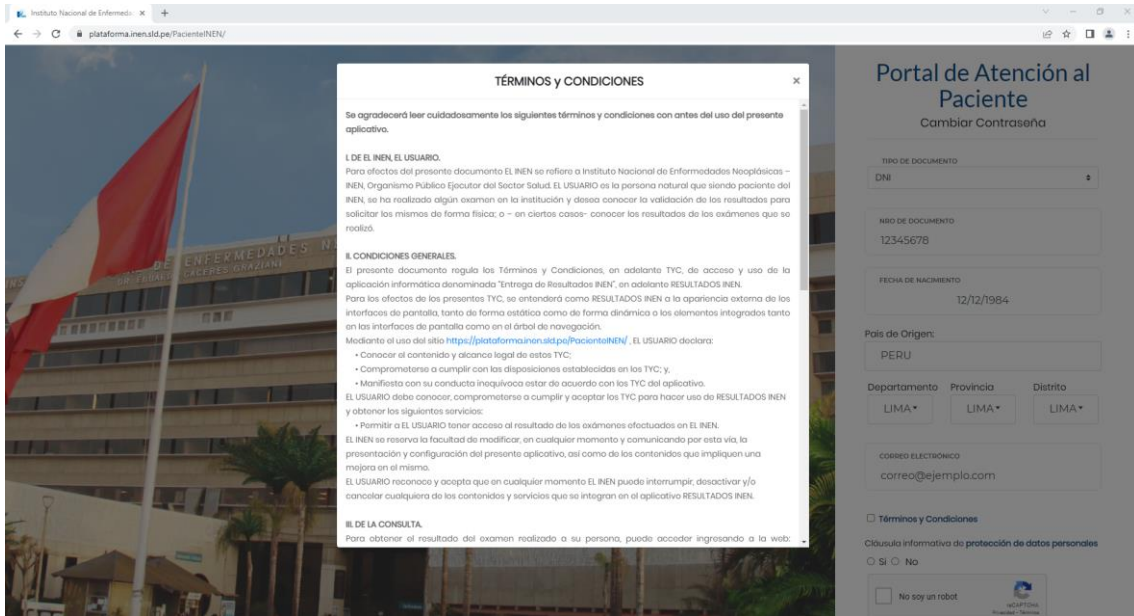 Instituto Nacional de Enfermeda
plataforma.inen.sld.pe/PacienteINEN/
TÉRMINOS y CONDICIONES
Se agradecerá leer cuidadosamente los siguientes términos y condiciones con antes del uso del presente
aplicativo.
I. DE EL INEN, EL USUARIO.
Para efectos del presente documento EL INEN se refiere a Instituto Nacional de Enfermedades Neoplásicas –
INEN, Organismo Público Ejecutor del Sector Salud. EL USUARIO es la persona natural que siendo paciente del
INEN, se ha realizado algún examen en la institución y desea conocer la validación de los resultados para
solicitar los mismos de forma física; o – en ciertos casos- conocer los resultados de los exámenes que se
realizó.
II. CONDICIONES GENERALES.
El presente documento regula los Términos y Condiciones, en adelante TYC, de acceso y uso de la
aplicación informática denominada "Entrega de Resultados INEN", en adelante RESULTADOS INEN.
Para los efectos de los presentes TYC, se entenderá como RESULTADOS INEN a la apariencia externa de los
interfaces de pantalla, tanto de forma estática como de forma dinámica o los elementos integrados tanto
en las interfaces de pantalla como en el árbol de navegación.
Mediante el uso del sitio https://plataforma.inen.sld.pe/PacienteINEN/ , EL USUARIO declara:
• Conocer el contenido y alcance legal de estos TYC;
• Comprometerse a cumplir con las disposiciones establecidas en los TYC; y,
• Manifiesta con su conducta inequívoca estar de acuerdo con los TYC del aplicativo.
EL USUARIO debe conocer, comprometerse a cumplir y aceptar los TYC para hacer uso de RESULTADOS INEN
y obtener los siguientes servicios:
• Permitir a EL USUARIO tener acceso al resultado de los exámenes efectuados en EL INEN.
EL INEN se reserva la facultad de modificar, en cualquier momento y comunicando por esta vía, la
presentación y configuración del presente aplicativo, así como de los contenidos que impliquen una
mejora en el mismo.
EL USUARIO reconoce y acepta que en cualquier momento EL INEN puede interrumpir, desactivar y/o
cancelar cualquiera de los contenidos y servicios que se integran en el aplicativo RESULTADOS INEN.
III. DE LA CONSULTA.
Para obtener el resultado del examen realizado a su persona, puede acceder ingresando a la web:
DE ENFERMEDADES
CACERES GRAZIANI
Portal de Atención al
Paciente
Cambiar Contraseña
TIPO DE DOCUMENTO
DNI
NRO DE DOCUMENTO
12345678
FECHA DE NACIMIENTO
12/12/1984
Pais de Origen:
PERU
Departamento Provincia Distrito
LIMA LIMA LIMA
CORREO ELECTRÓNICO
correo@ejemplo.com
Términos y Condiciones
Cláusula informativa de protección de datos personales
Si No
No soy un robot
reCAPTCHA
Privacidad - Términos